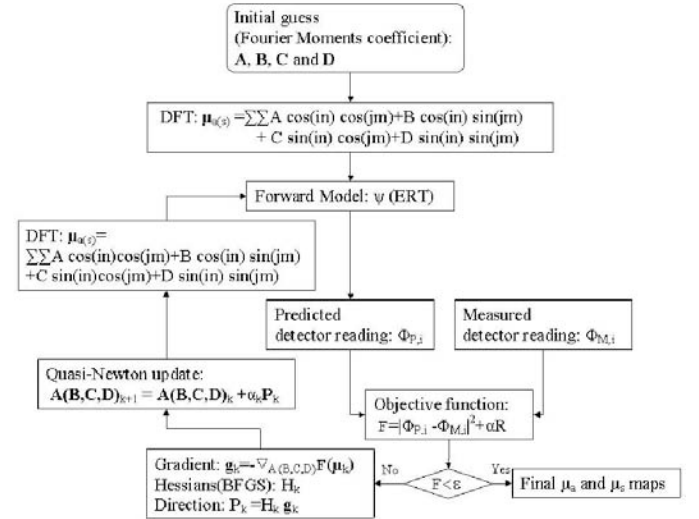 Initial guess
(Fourier Moments coefficient):
A, B, C and D
DFT: μa(s) =∑∑A cos(in) cos(jm)+B cos(in) sin(jm)
+ C sin(in) cos(jm)+D sin(in) sin(jm)
Forward Model: ψ (ERT)
DFT: μa(s)=
∑∑A cos(in)cos(jm)+B cos(in) sin(jm)
+C sin(in)cos(jm)+D sin(in) sin(jm)
Predicted
detector reading: ΦP,i
Measured
detector reading: ΦM,i
Quasi-Newton update:
A(B,C,D)k+1 = A(B,C,D)k +αkPk
Objective function:
F=|ΦP,i -ΦM,i|²+αR
Gradient: gk=-▽A(B,C,D)F(μk)
Hessians(BFGS): Hk
Direction: Pk =Hk gk
No
F<ε
Yes
Final μa and μs maps